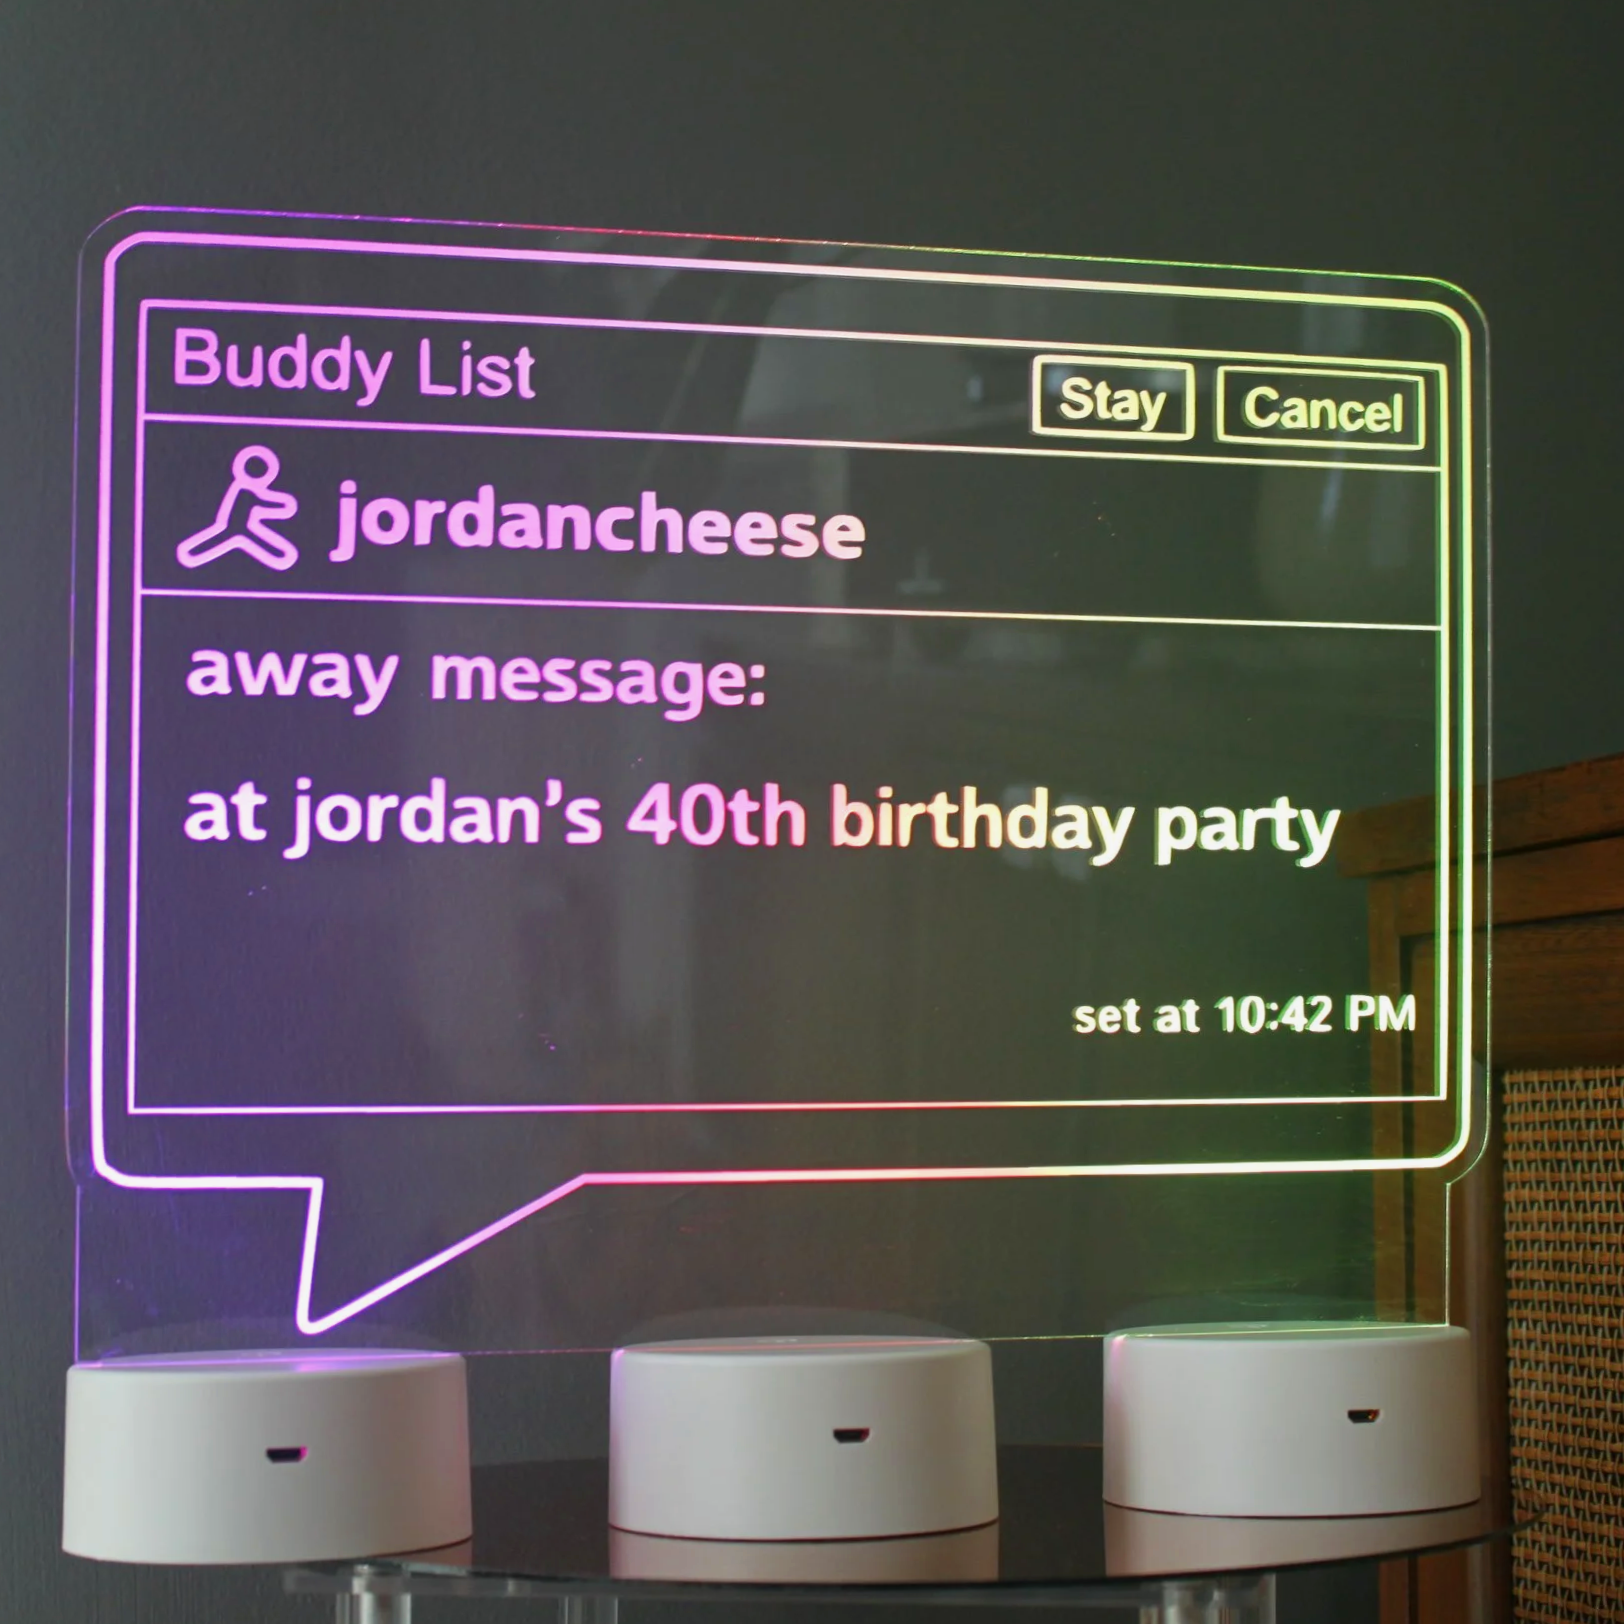 Buddy List
Stay
Cancel
jordancheese
away message:
at jordan’s 40th birthday party
set at 10:42 PM